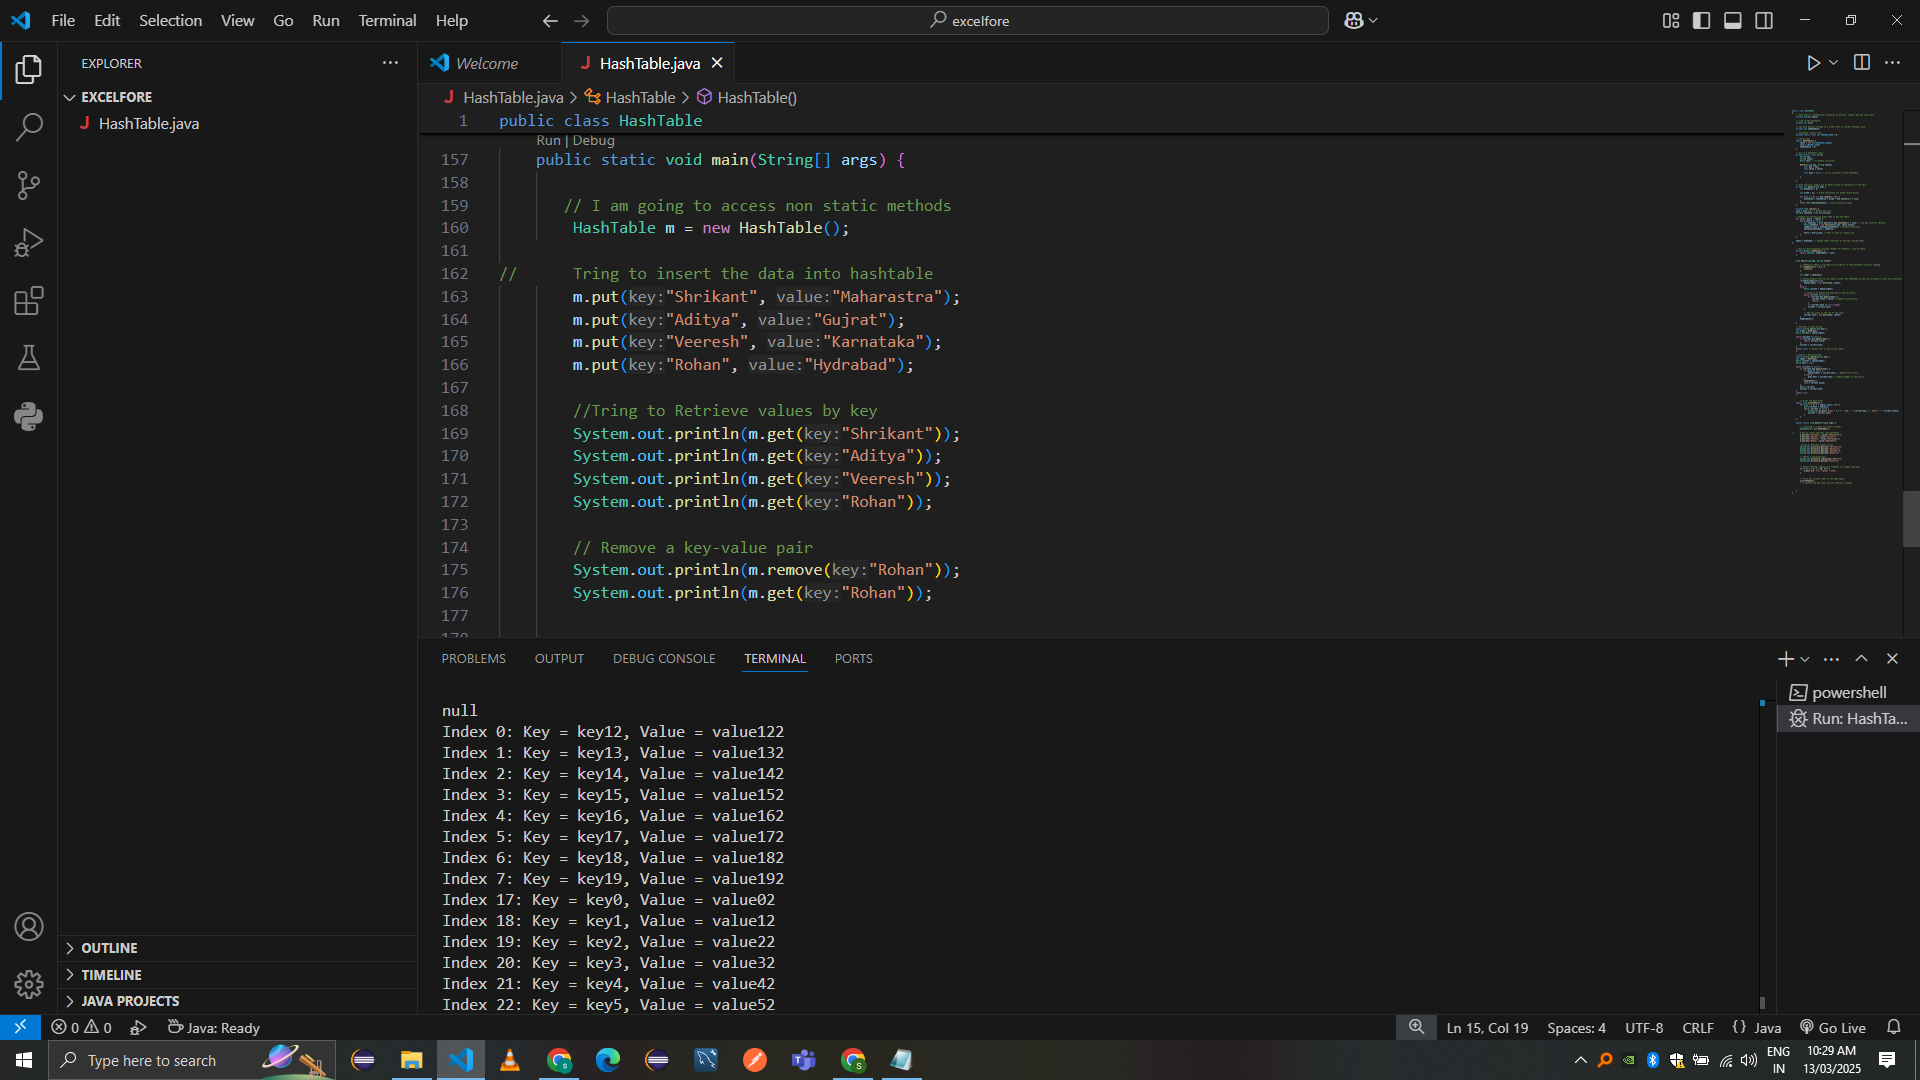 File Edit Selection View Go Run Terminal Help
excelfore
EXPLORER
EXCELFORE
J HashTable.java
OUTLINE
TIMELINE
JAVA PROJECTS
Welcome
J HashTable.java
J HashTable.java > HashTable > HashTable()
1 public class HashTable
Run | Debug
157 public static void main(String[] args) {
158
159 // I am going to access non static methods
160 HashTable m = new HashTable();
161
162 // Tring to insert the data into hashtable
163 m.put(key:"Shrikant", value:"Maharastra");
164 m.put(key:"Aditya", value:"Gujrat");
165 m.put(key:"Veeresh", value:"Karnataka");
166 m.put(key:"Rohan", value:"Hydrabad");
167
168 //Tring to Retrieve values by key
169 System.out.println(m.get(key:"Shrikant"));
170 System.out.println(m.get(key:"Aditya"));
171 System.out.println(m.get(key:"Veeresh"));
172 System.out.println(m.get(key:"Rohan"));
173
174 // Remove a key-value pair
175 System.out.println(m.remove(key:"Rohan"));
176 System.out.println(m.get(key:"Rohan"));
177
178
PROBLEMS OUTPUT DEBUG CONSOLE TERMINAL PORTS
null
Index 0: Key = key12, Value = value122
Index 1: Key = key13, Value = value132
Index 2: Key = key14, Value = value142
Index 3: Key = key15, Value = value152
Index 4: Key = key16, Value = value162
Index 5: Key = key17, Value = value172
Index 6: Key = key18, Value = value182
Index 7: Key = key19, Value = value192
Index 17: Key = key0, Value = value02
Index 18: Key = key1, Value = value12
Index 19: Key = key2, Value = value22
Index 20: Key = key3, Value = value32
Index 21: Key = key4, Value = value42
Index 22: Key = key5, Value = value52
powershell
Run: HashTa...
0 0 Java: Ready
Ln 15, Col 19 Spaces: 4 UTF-8 CRLF {} Java Go Live
Type here to search
ENG
IN
10:29 AM
13/03/2025